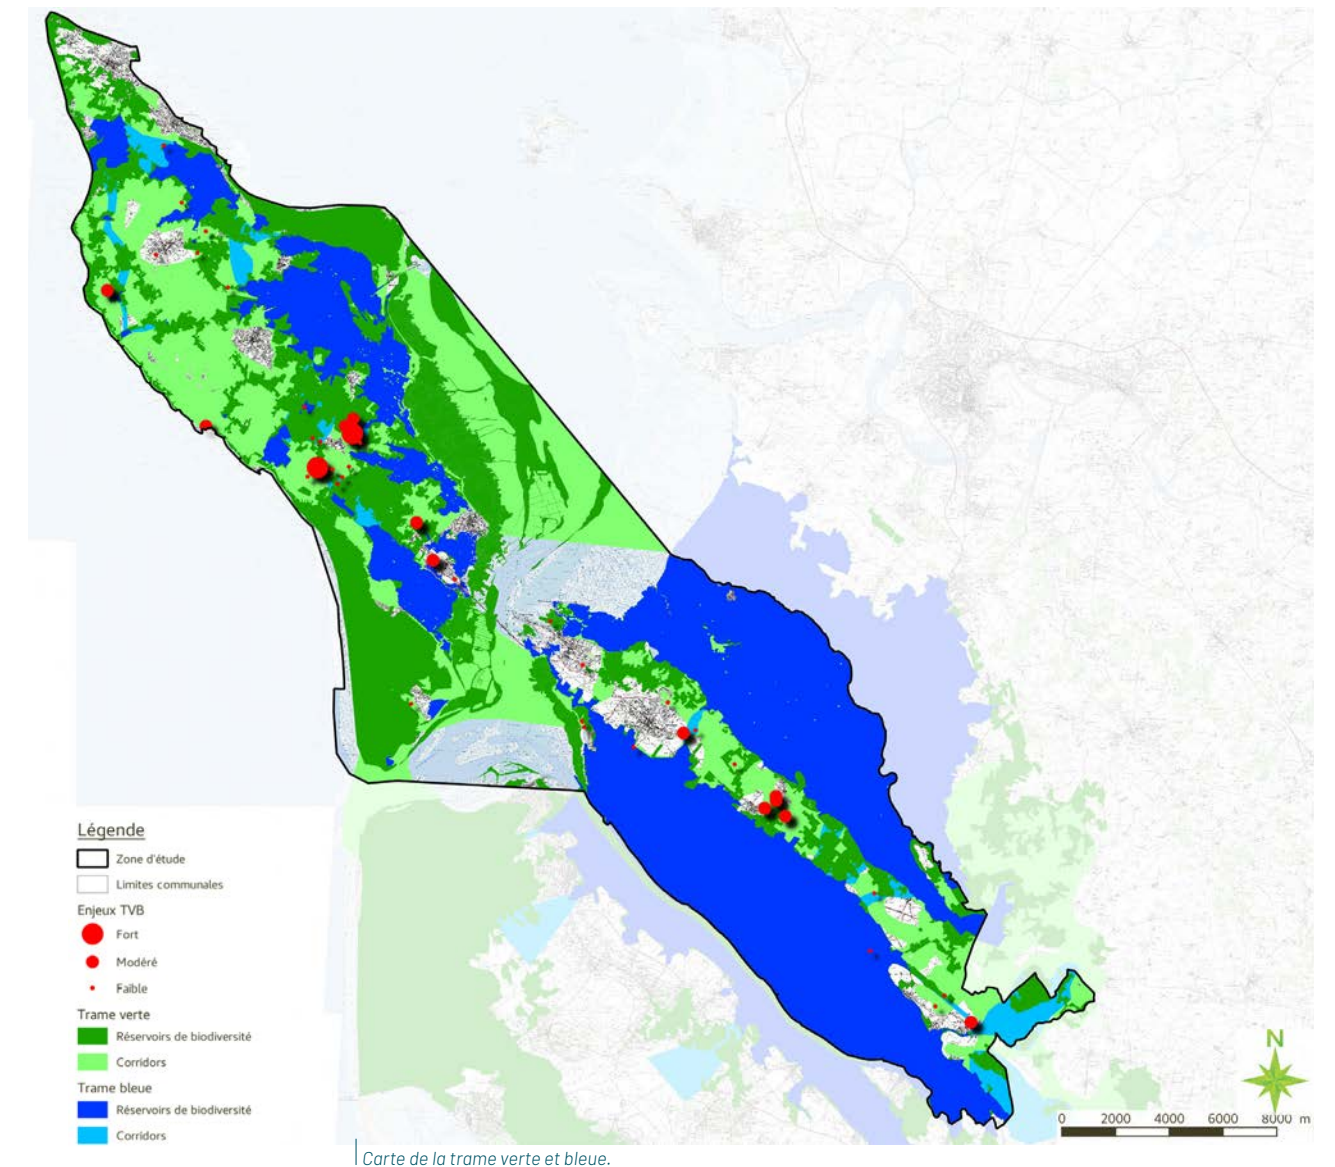 Légende
Zone d'étude
Limites communales
Enjeux TVB
Fort
Modéré
Faible
Trame verte
Réservoirs de biodiversité
Corridors
Trame bleue
Réservoirs de biodiversité
Corridors
N
0 2000 4000 6000 8000 m
Carte de la trame verte et bleue.